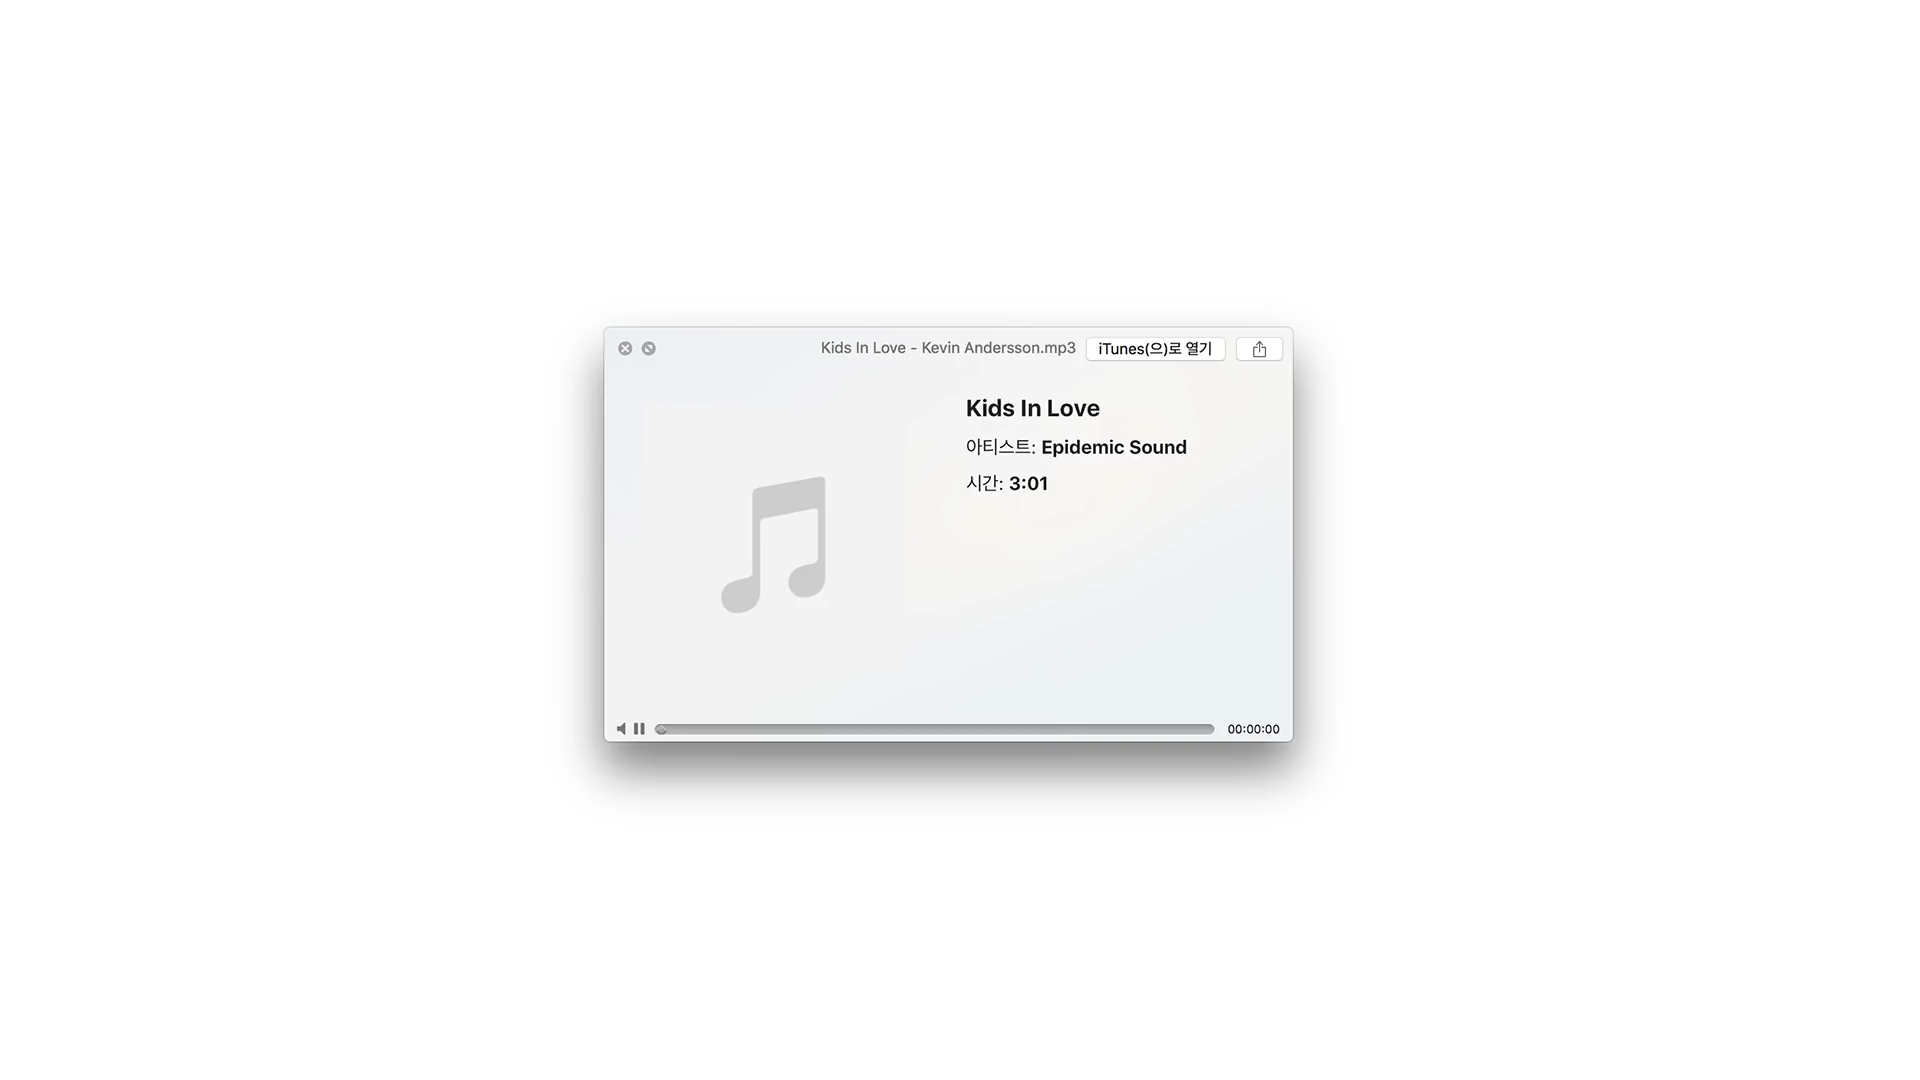 Kids In Love - Kevin Andersson.mp3
iTunes(으)로 열기
Kids In Love
아티스트: Epidemic Sound
시간: 3:01
00:00:00